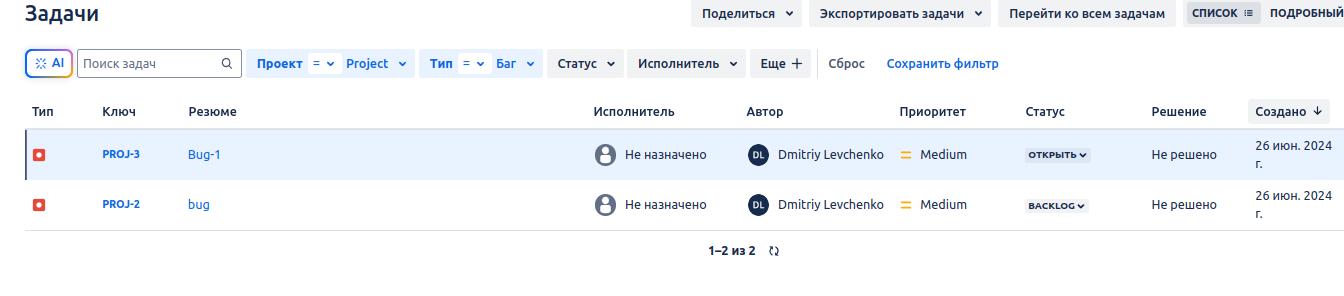 Задачи
Поделиться Экспортировать задачи Перейти ко всем задачам СПИСОК ПОДРОБНЫЙ
AI Поиск задач Проект = Project Тип = Баг Статус Исполнитель Еще + Сброс Сохранить фильтр
Тип Ключ Резюме Исполнитель Автор Приоритет Статус Решение Создано ↓
PROJ-3 Bug-1 Не назначено DL Dmitriy Levchenko Medium ОТКРЫТЬ Не решено 26 июн. 2024 г.
PROJ-2 bug Не назначено DL Dmitriy Levchenko Medium BACKLOG Не решено 26 июн. 2024 г.
1–2 из 2